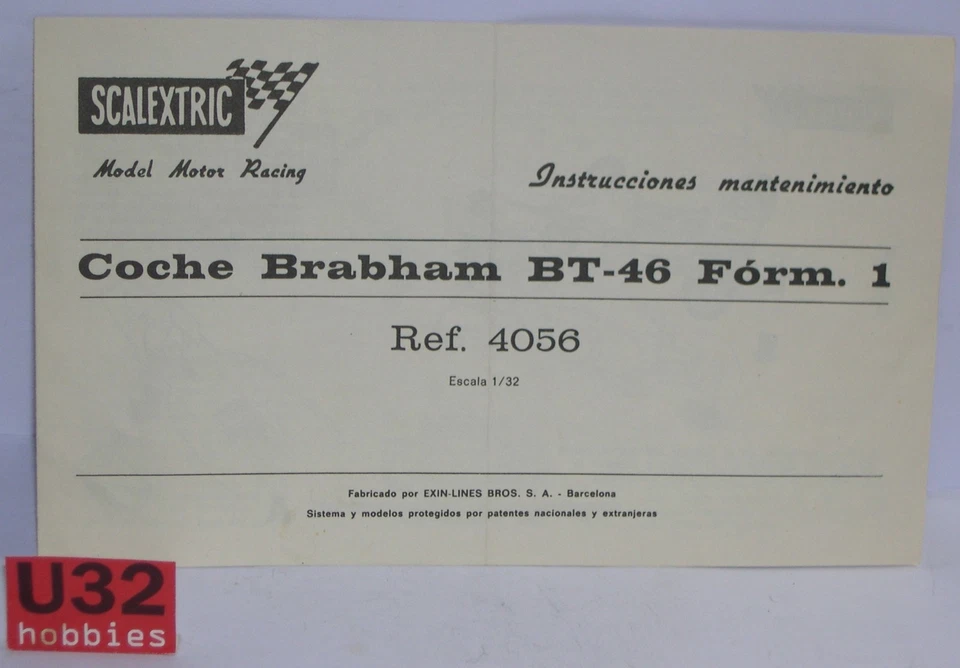 SCALEXTRIC
Model Motor Racing
Instrucciones mantenimiento
Coche Brabham BT-46 Fórm. 1
Ref. 4056
Escala 1/32
Fabricado por EXIN-LINES BROS. S. A. - Barcelona
Sistema y modelos protegidos por patentes nacionales y extranjeras
U32
hobbies